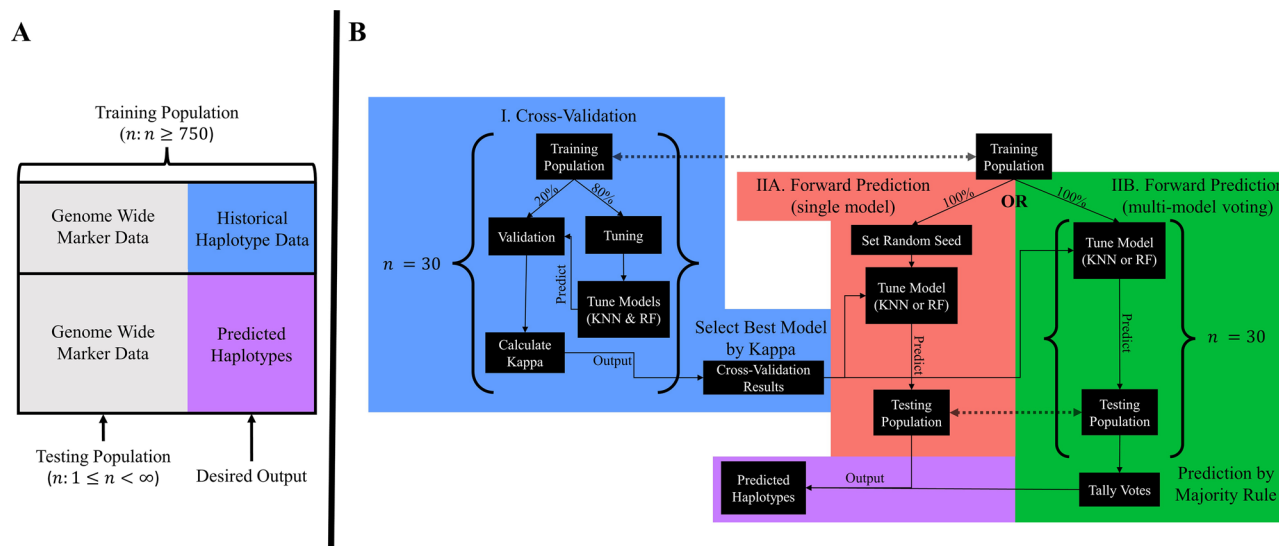 A
Training Population
(n: n ≥ 750)
Genome Wide
Marker Data
Historical
Haplotype Data
Genome Wide
Marker Data
Predicted
Haplotypes
Testing Population
(n: 1 ≤ n < ∞)
Desired Output
B
I. Cross-Validation
Training
Population
20%
80%
Validation
Tuning
n = 30
Predict
Tune Models
(KNN & RF)
Calculate
Kappa
Output
Select Best Model
by Kappa
Cross-Validation
Results
Training
Population
IIA. Forward Prediction
(single model)
100%
OR
100%
IIB. Forward Prediction
(multi-model voting)
Set Random Seed
Tune Model
(KNN or RF)
Predict
Testing
Population
Tune Model
(KNN or RF)
Predict
n = 30
Testing
Population
Predicted
Haplotypes
Output
Tally Votes
Prediction by
Majority Rule